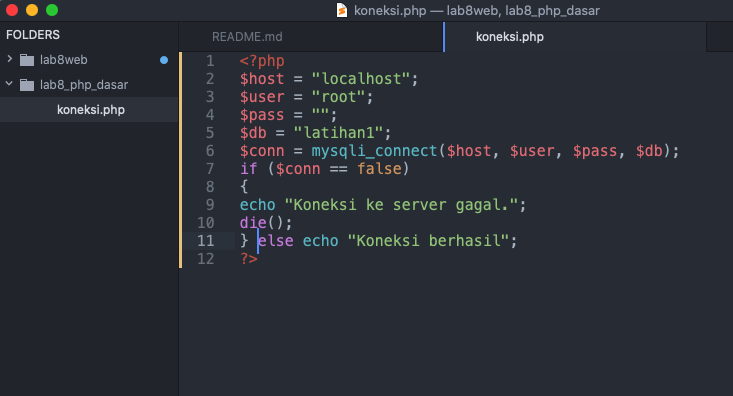 koneksi.php — lab8web, lab8_php_dasar
FOLDERS
lab8web
lab8_php_dasar
koneksi.php
README.md
koneksi.php
1 <?php
2 $host = "localhost";
3 $user = "root";
4 $pass = "";
5 $db = "latihan1";
6 $conn = mysqli_connect($host, $user, $pass, $db);
7 if ($conn == false)
8 {
9 echo "Koneksi ke server gagal.";
10 die();
11 } else echo "Koneksi berhasil";
12 ?>